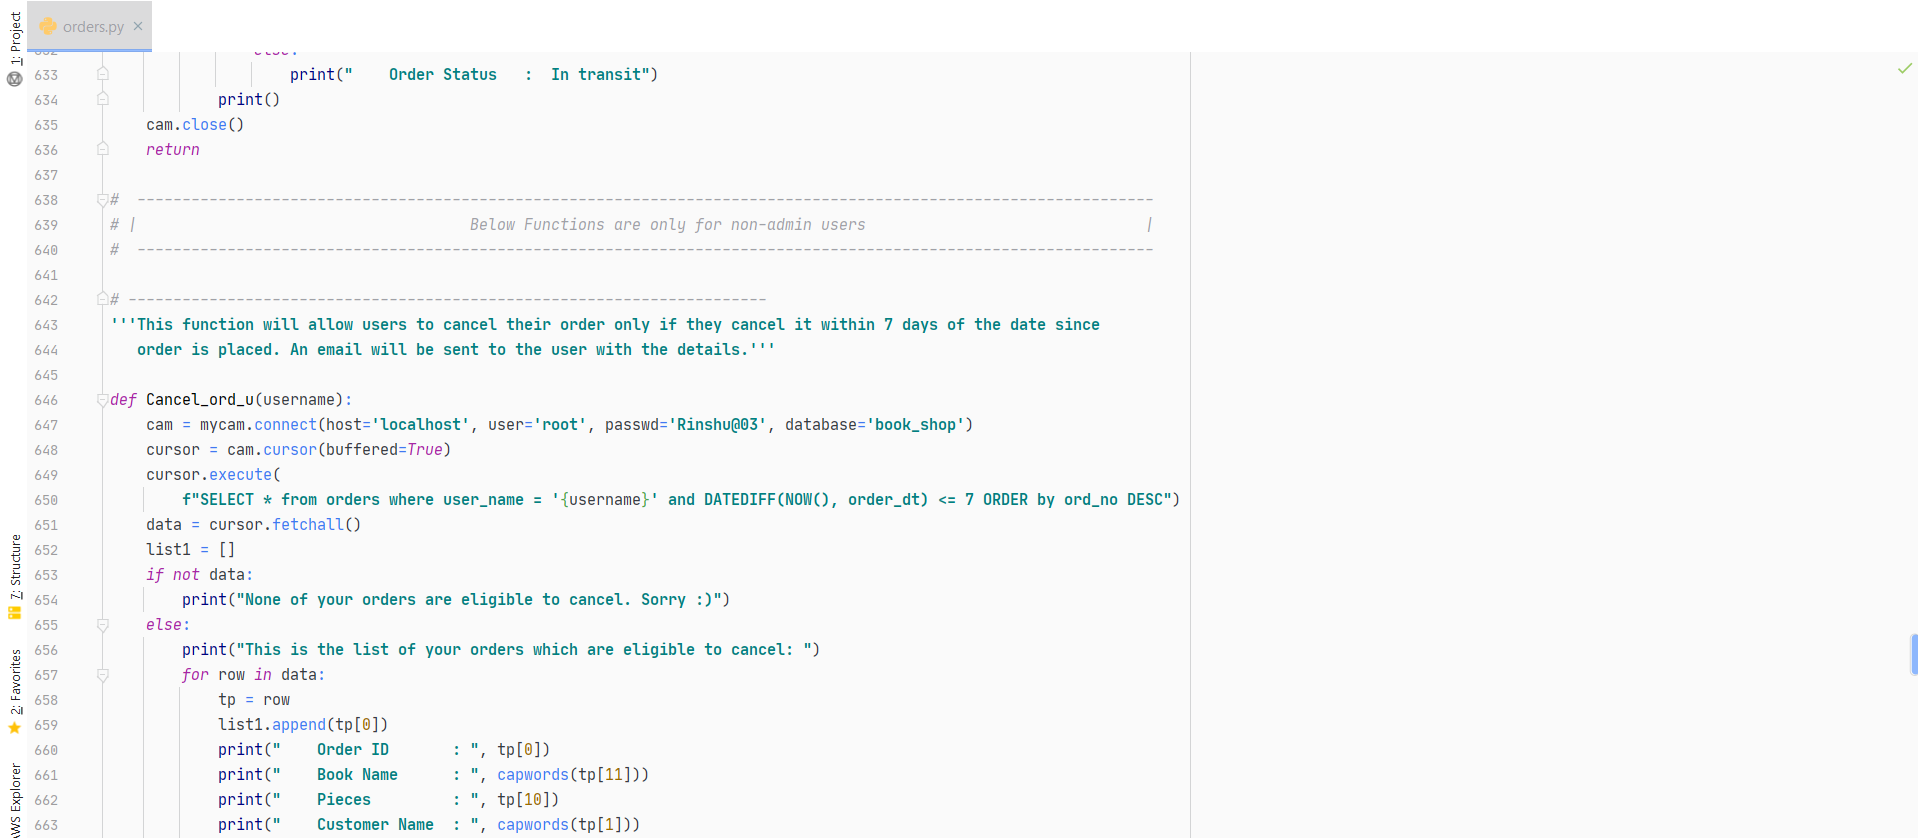 1: Project
orders.py
632 else:
633 print("    Order Status   :  In transit")
634 print()
635 cam.close()
636 return
637
638 #  -----------------------------------------------------------------------------------------------------------------
639 # |                                     Below Functions are only for non-admin users                               |
640 #  -----------------------------------------------------------------------------------------------------------------
641
642 # -----------------------------------------------------------------------
643 '''This function will allow users to cancel their order only if they cancel it within 7 days of the date since
644    order is placed. An email will be sent to the user with the details.'''
645
646 def Cancel_ord_u(username):
647     cam = mycam.connect(host='localhost', user='root', passwd='Rinshu@03', database='book_shop')
648     cursor = cam.cursor(buffered=True)
649     cursor.execute(
650         f"SELECT * from orders where user_name = '{username}' and DATEDIFF(NOW(), order_dt) <= 7 ORDER by ord_no DESC")
651     data = cursor.fetchall()
652     list1 = []
653     if not data:
654         print("None of your orders are eligible to cancel. Sorry :)")
655     else:
656         print("This is the list of your orders which are eligible to cancel: ")
657         for row in data:
658             tp = row
659             list1.append(tp[0])
660             print("    Order ID       : ", tp[0])
661             print("    Book Name      : ", capwords(tp[11]))
662             print("    Pieces         : ", tp[10])
663             print("    Customer Name  : ", capwords(tp[1]))
7: Structure
2: Favorites
AWS Explorer